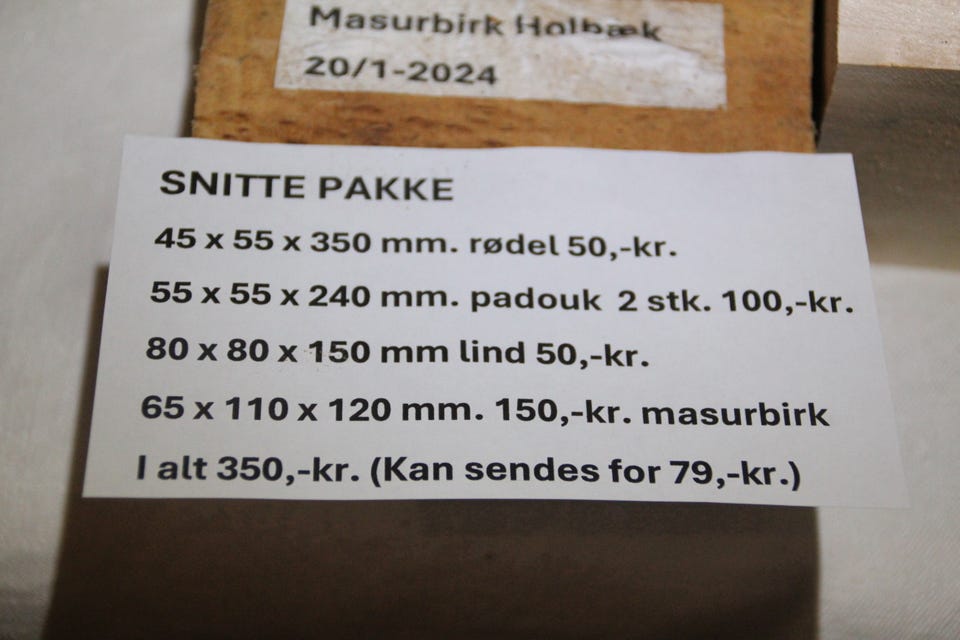 Masurbirk Holbæk
20/1-2024
SNITTE PAKKE
45 x 55 x 350 mm. rødel 50,-kr.
55 x 55 x 240 mm. padouk 2 stk. 100,-kr.
80 x 80 x 150 mm lind 50,-kr.
65 x 110 x 120 mm. 150,-kr. masurbirk
I alt 350,-kr. (Kan sendes for 79,-kr.)